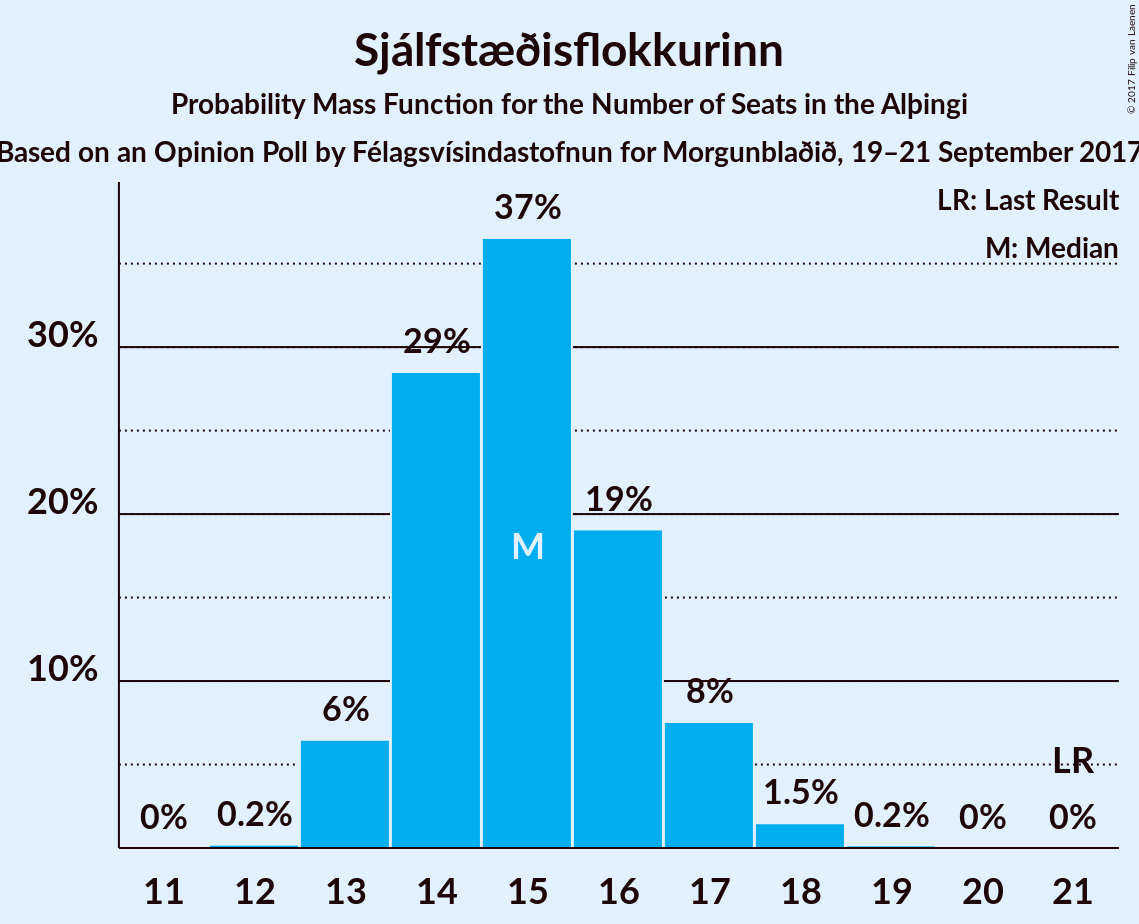 Sjálfstæðisflokkurinn
Probability Mass Function for the Number of Seats in the Alþingi
Based on an Opinion Poll by Félagsvísindastofnun for Morgunblaðið, 19–21 September 2017
© 2017 Filip van Laenen
LR: Last Result
M: Median
30%
20%
10%
0%
0.2%
6%
29%
37%
M
19%
8%
1.5%
0.2%
0%
LR
0%
11 12 13 14 15 16 17 18 19 20 21